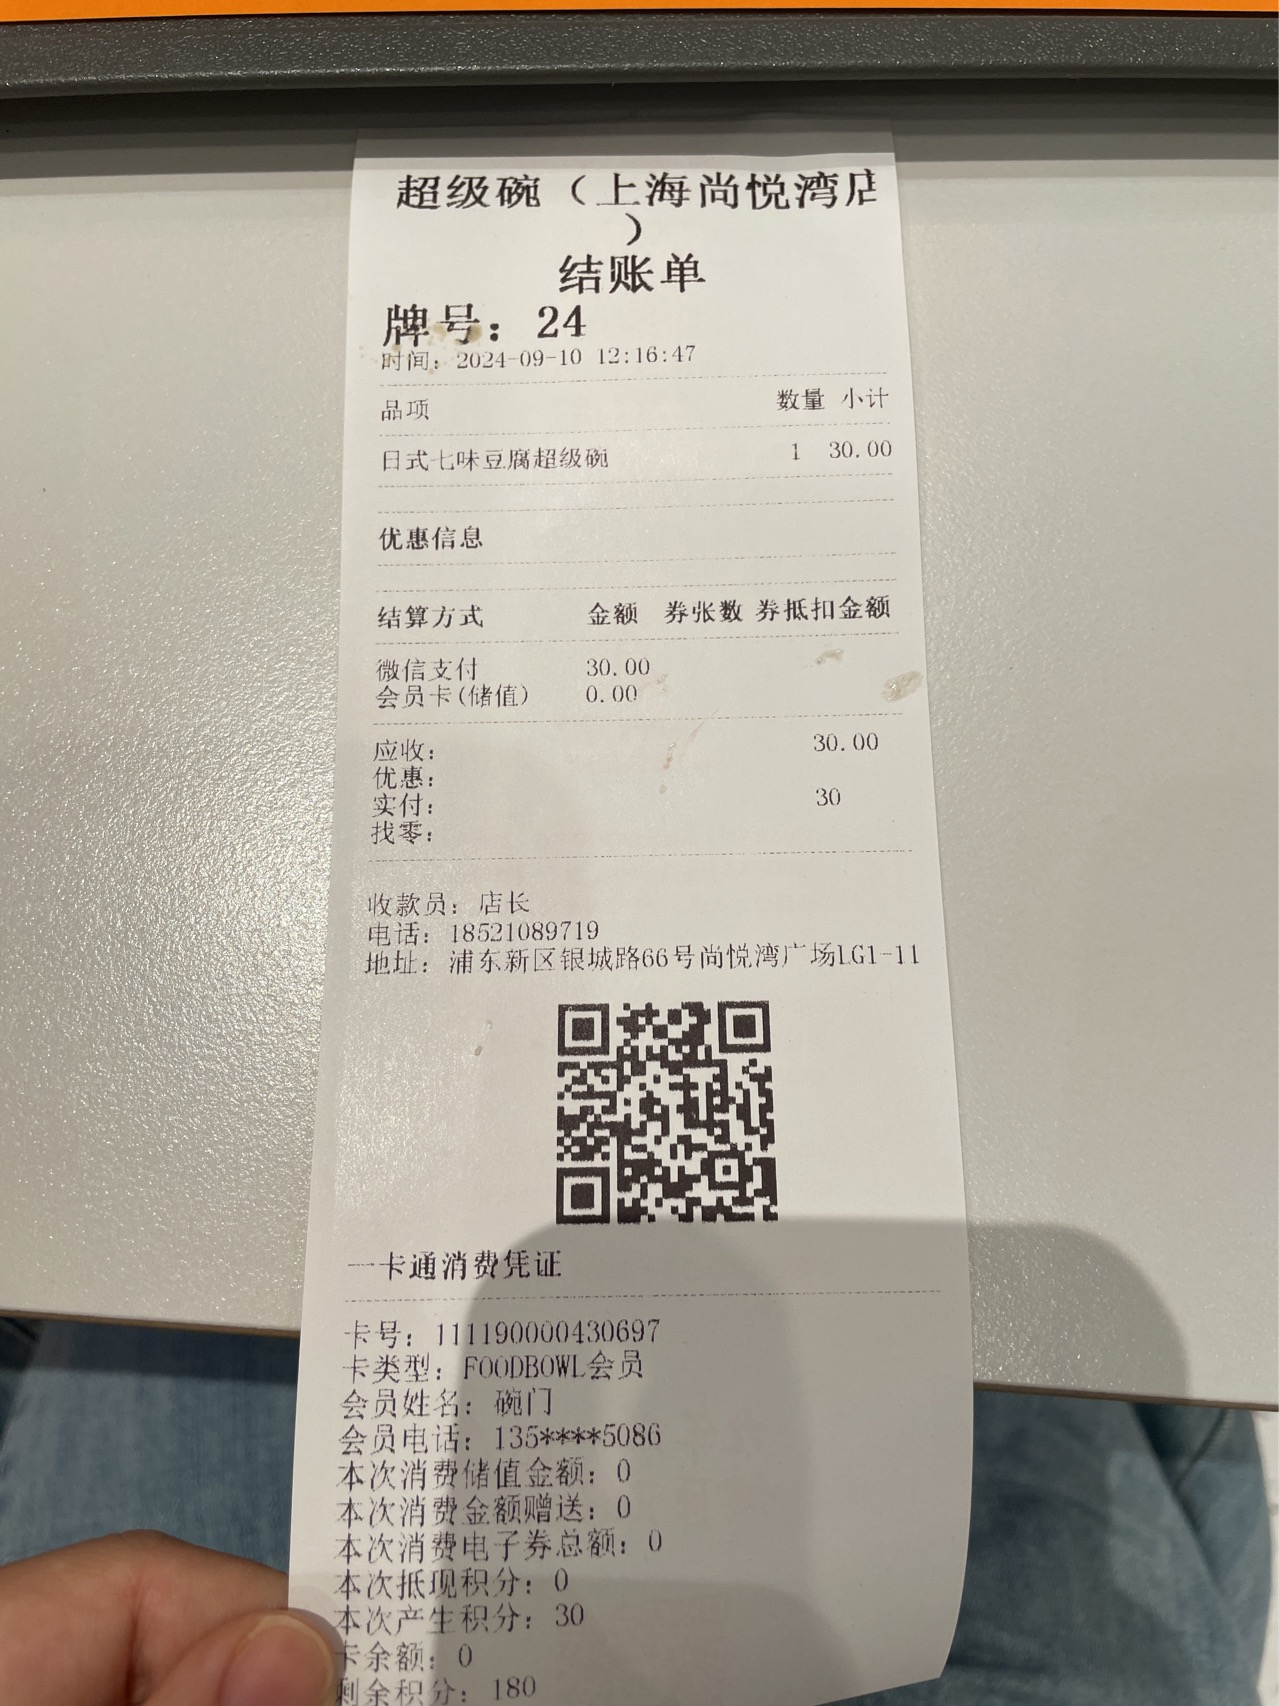 超级碗（上海尚悦湾店
）
结账单
牌号：24
时间：2024-09-10 12:16:47
品项 数量 小计
日式七味豆腐超级碗 1 30.00
优惠信息
结算方式 金额 券张数 券抵扣金额
微信支付 30.00
会员卡(储值) 0.00
应收： 30.00
优惠：
实付： 30
找零：
收款员：店长
电话：18521089719
地址：浦东新区银城路66号尚悦湾广场LG1-11
一卡通消费凭证
卡号：111190000430697
卡类型：FOODBOWL会员
会员姓名：碗门
会员电话：135****5086
本次消费储值金额：0
本次消费金额赠送：0
本次消费电子券总额：0
本次抵现积分：0
本次产生积分：30
卡余额：0
剩余积分：180